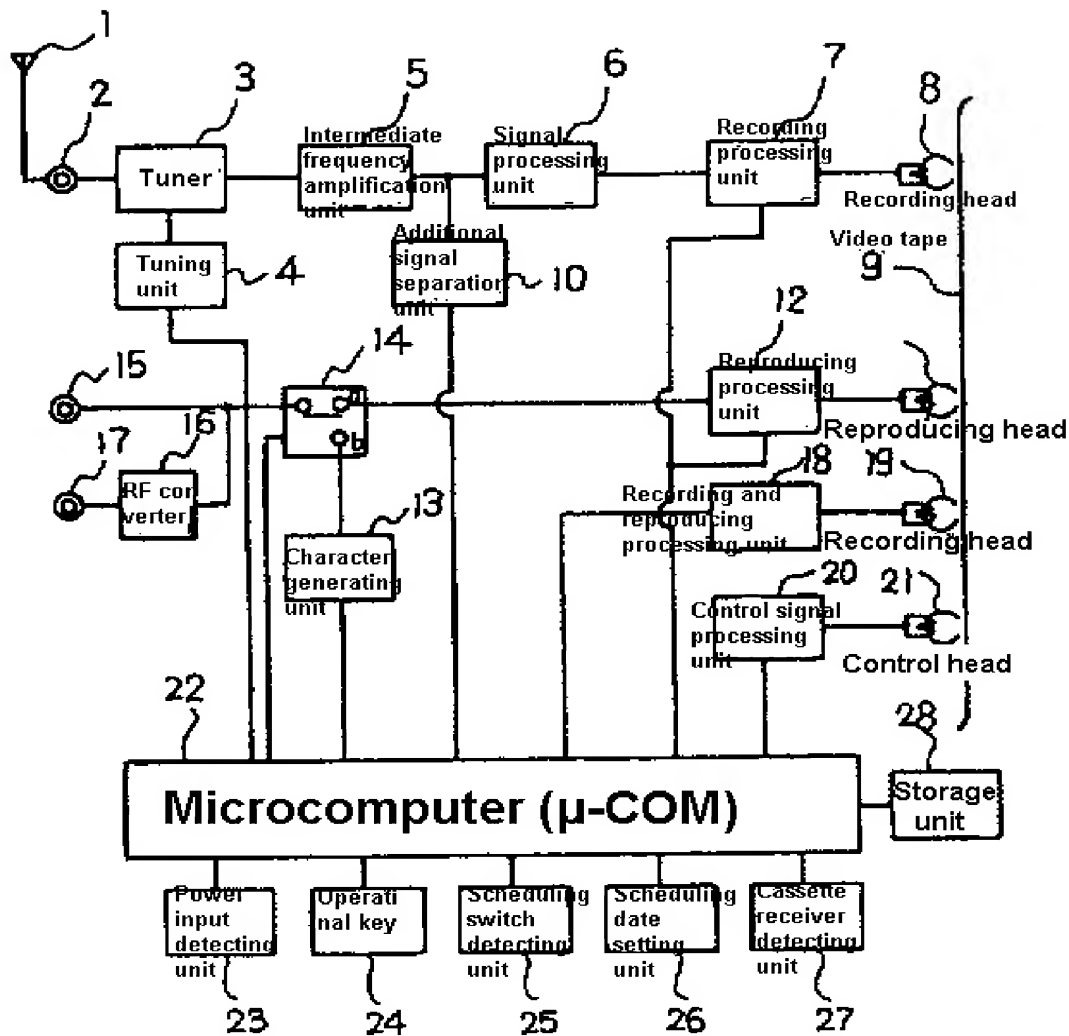 1
2
3
5
6
7
8
Tuner
Intermediate
frequency
amplification
unit
Signal
processing
unit
Recording
processing
unit
Recording head
Tuning
unit
4
Additional
signal
separation
unit
10
Video tape
9
15
14
a
b
12
Reproducing
processing
unit
Reproducing head
17
16
RF con
verter
13
Character
generating
unit
18
Recording and
reproducing
processing unit
19
Recording head
20
Control signal
processing
unit
21
Control head
22
Microcomputer (μ-COM)
28
Storage
unit
Power
input
detecting
unit
Operati
nal key
Scheduling
switch
detecting
unit
Scheduling
date
setting
unit
Cassette
receiver
detecting
unit
23
24
25
26
27